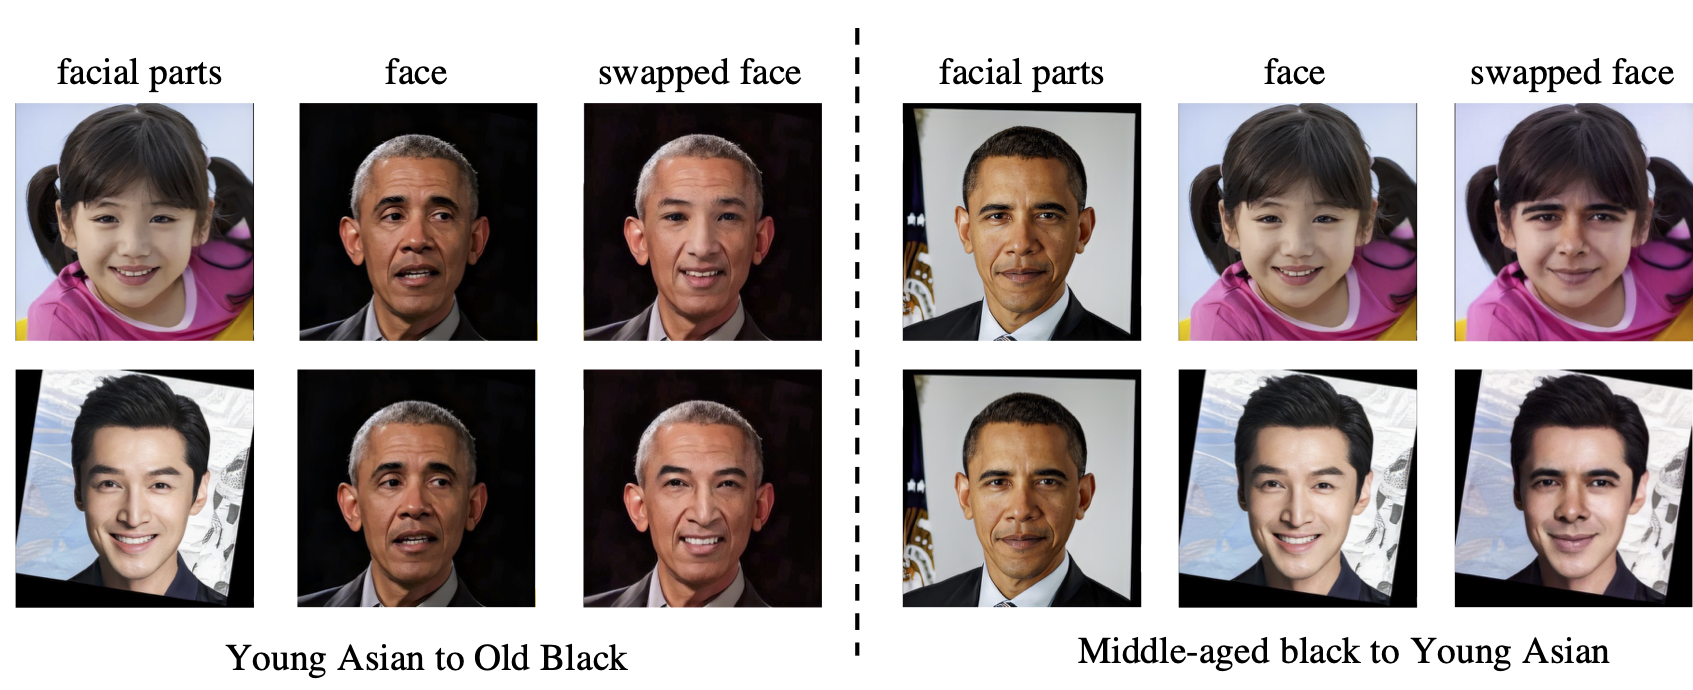 facial parts face swapped face facial parts face swapped face
Young Asian to Old Black
Middle-aged black to Young Asian